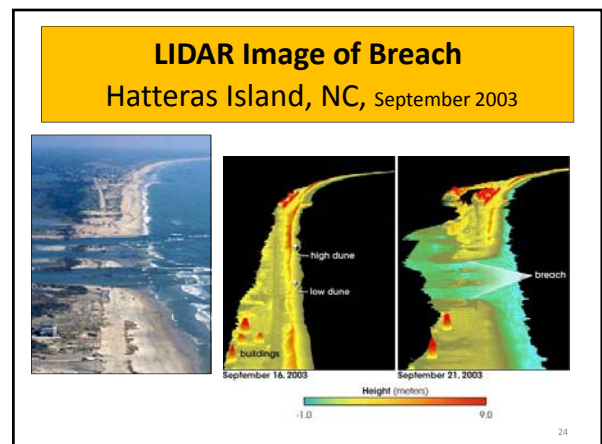 LIDAR Image of Breach
Hatteras Island, NC, September 2003
high dune
low dune
buildings
September 16, 2003
breach
September 21, 2003
Height (meters)
-1.0 9.0
24